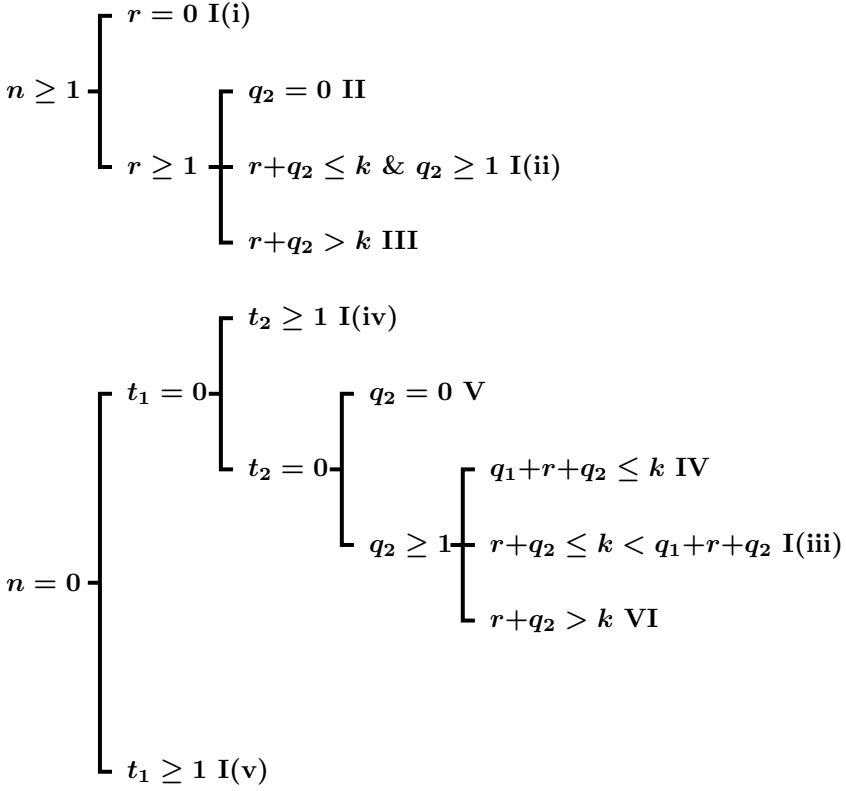 r = 0 I(i)
n ≥ 1
q₂ = 0 II
r ≥ 1
r+q₂ ≤ k & q₂ ≥ 1 I(ii)
r+q₂ > k III
t₂ ≥ 1 I(iv)
t₁ = 0
q₂ = 0 V
t₂ = 0
q₁+r+q₂ ≤ k IV
q₂ ≥ 1
r+q₂ ≤ k < q₁+r+q₂ I(iii)
n = 0
r+q₂ > k VI
t₁ ≥ 1 I(v)